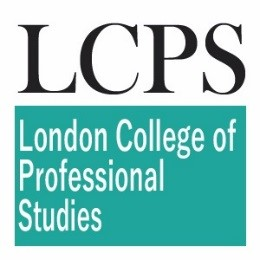 LCPS
London College of
Professional
Studies